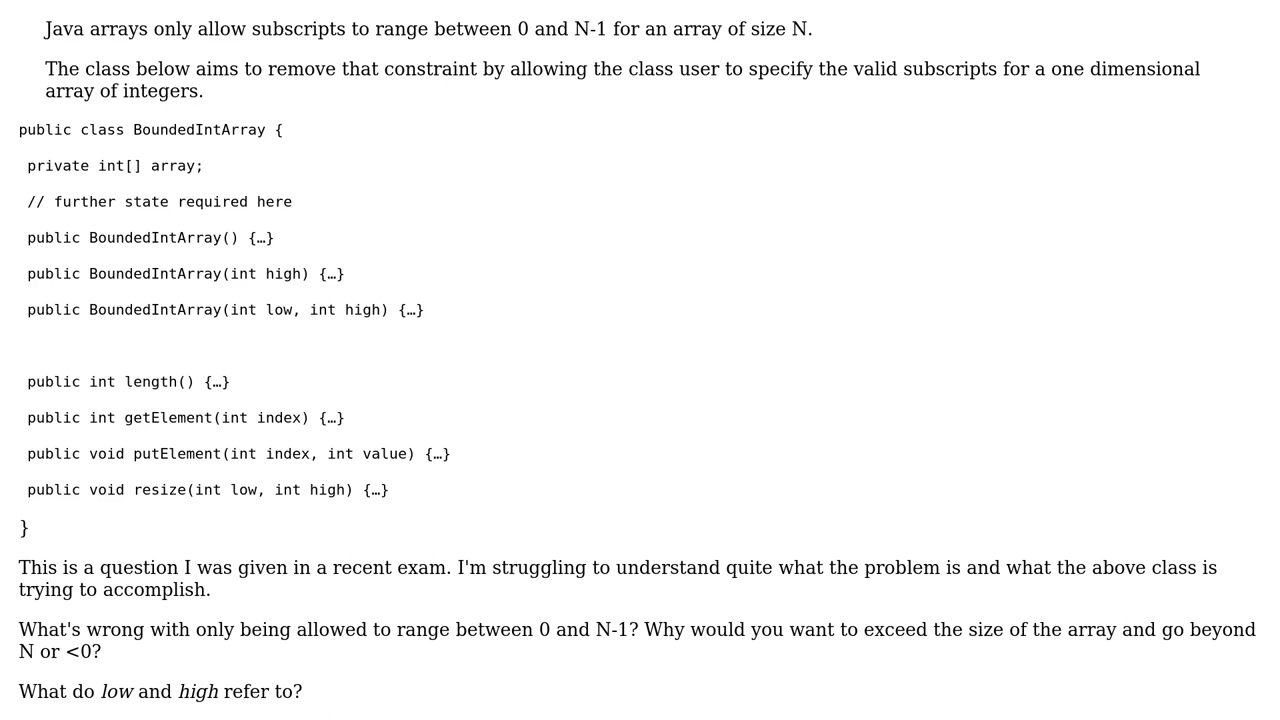 Java arrays only allow subscripts to range between 0 and N-1 for an array of size N.
The class below aims to remove that constraint by allowing the class user to specify the valid subscripts for a one dimensional
array of integers.
public class BoundedIntArray {
private int[] array;
// further state required here
public BoundedIntArray() {…}
public BoundedIntArray(int high) {…}
public BoundedIntArray(int low, int high) {…}
public int length() {…}
public int getElement(int index) {…}
public void putElement(int index, int value) {…}
public void resize(int low, int high) {…}
}
This is a question I was given in a recent exam. I'm struggling to understand quite what the problem is and what the above class is
trying to accomplish.
What's wrong with only being allowed to range between 0 and N-1? Why would you want to exceed the size of the array and go beyond
N or <0?
What do low and high refer to?